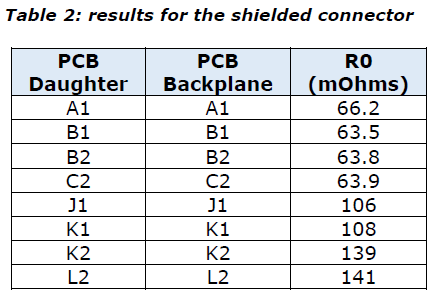 Table 2: results for the shielded connector
PCB Daughter PCB Backplane R0 (mOhms)
A1 A1 66.2
B1 B1 63.5
B2 B2 63.8
C2 C2 63.9
J1 J1 106
K1 K1 108
K2 K2 139
L2 L2 141